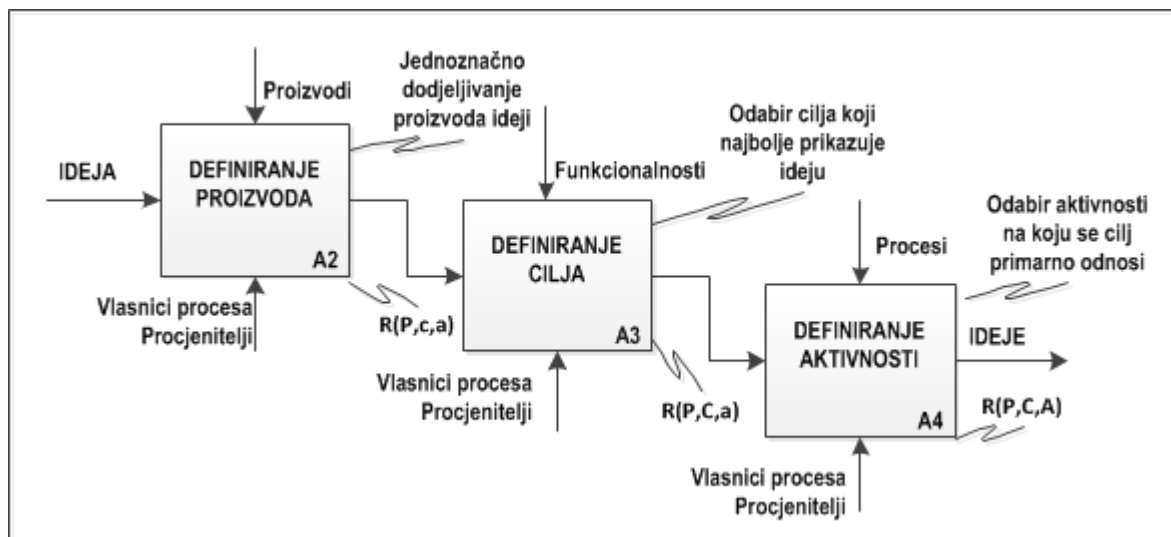 Proizvodi
Jednoznačno
dodjeljivanje
proizvoda ideji
IDEJA
DEFINIRANJE
PROIZVODA
A2
Vlasnici procesa
Procjenitelji
R(P,c,a)
Funkcionalnosti
Odabir cilja koji
najbolje prikazuje
ideju
DEFINIRANJE
CILJA
A3
Vlasnici procesa
Procjenitelji
R(P,C,a)
Procesi
Odabir aktivnosti
na koju se cilj
primarno odnosi
DEFINIRANJE
AKTIVNOSTI
A4
IDEJE
R(P,C,A)
Vlasnici procesa
Procjenitelji